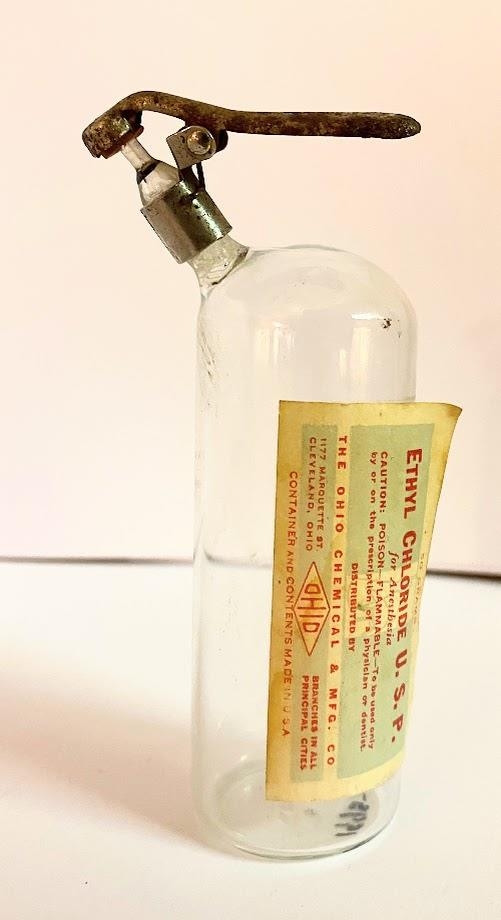 ETHYL CHLORIDE U. S. P.
for Anesthesia
CAUTION: POISON—FLAMMABLE—To be used only
by or on the prescription of a physician or dentist.
DISTRIBUTED BY
THE OHIO CHEMICAL & MFG. CO
1177 MARQUETTE ST.
CLEVELAND, OHIO
OHIO
BRANCHES IN ALL
PRINCIPAL CITIES
CONTAINER AND CONTENTS MADE IN U.S.A